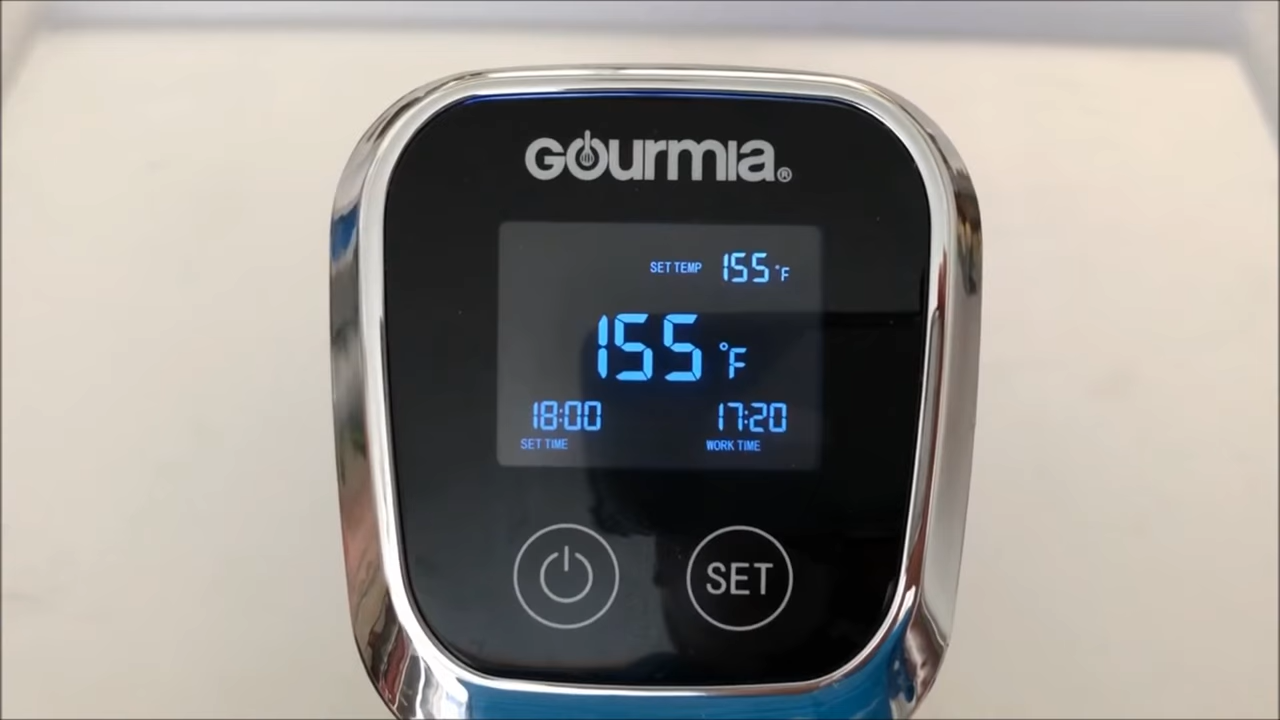 GOURMIA®
SET TEMP 155°F
155°F
18:00 17:20
SET TIME WORK TIME
SET